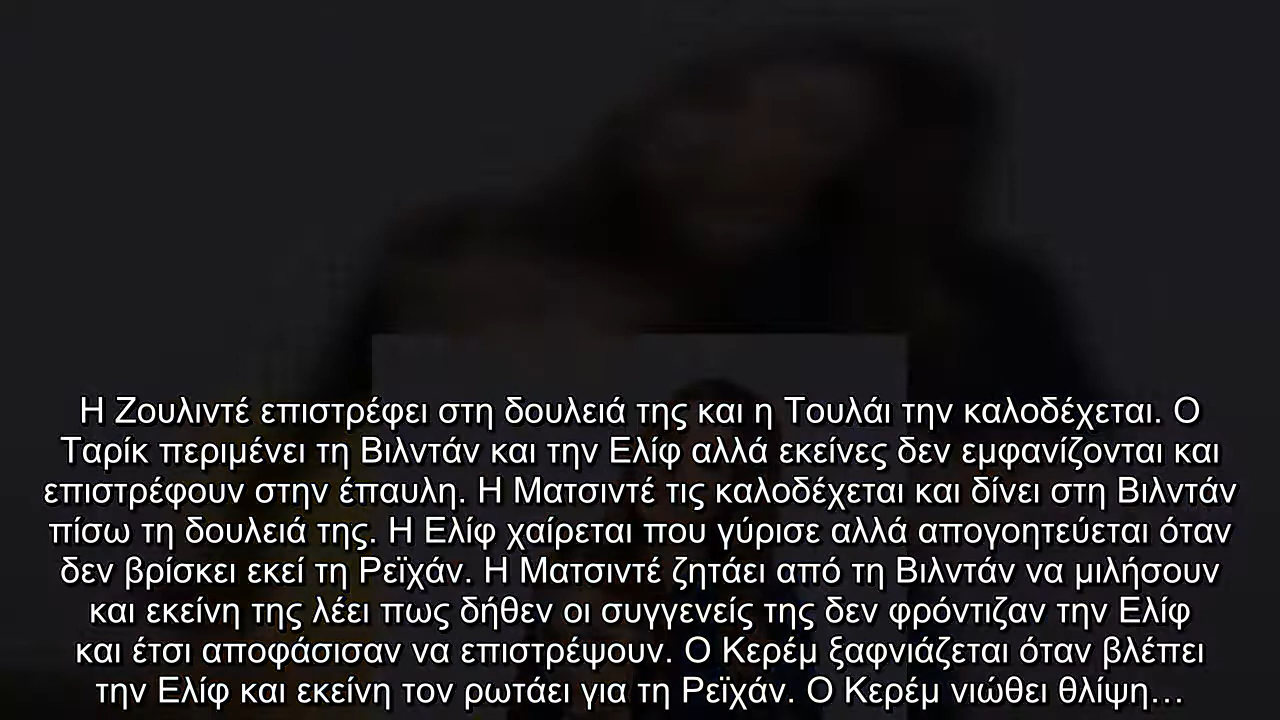 Η Ζουλιντέ επιστρέφει στη δουλειά της και η Τουλάι την καλοδέχεται. Ο
Ταρίκ περιμένει τη Βιλντάν και την Ελίφ αλλά εκείνες δεν εμφανίζονται και
επιστρέφουν στην έπαυλη. Η Ματσιντέ τις καλοδέχεται και δίνει στη Βιλντάν
πίσω τη δουλειά της. Η Ελίφ χαίρεται που γύρισε αλλά απογοητεύεται όταν
δεν βρίσκει εκεί τη Ρεϊχάν. Η Ματσιντέ ζητάει από τη Βιλντάν να μιλήσουν
και εκείνη της λέει πως δήθεν οι συγγενείς της δεν φρόντιζαν την Ελίφ
και έτσι αποφάσισαν να επιστρέψουν. Ο Κερέμ ξαφνιάζεται όταν βλέπει
την Ελίφ και εκείνη τον ρωτάει για τη Ρεϊχάν. Ο Κερέμ νιώθει θλίψη…